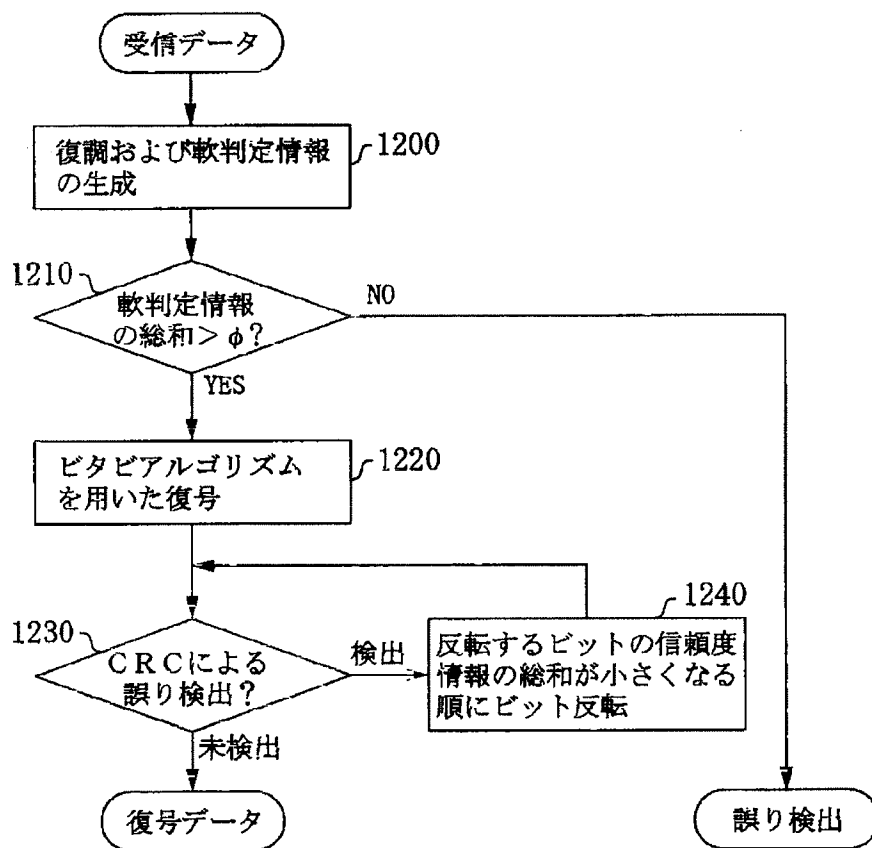 受信データ
復調および軟判定情報
の生成
1200
1210
軟判定情報
の総和>φ?
NO
YES
ビタビアルゴリズム
を用いた復号
1220
1230
CRCによる
誤り検出?
検出
1240
反転するビットの信頼度
情報の総和が小さくなる
順にビット反転
未検出
復号データ
誤り検出